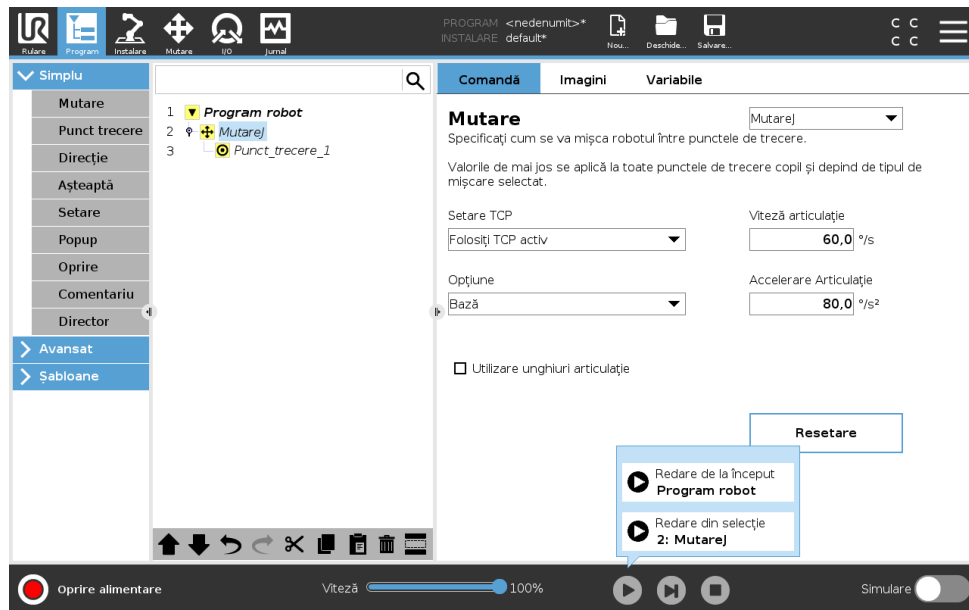 UR
Rulare
Program
Instalare
Mutare
I/O
Jurnal
PROGRAM <nedenumit>*
INSTALARE default*
Nou...
Deschide...
Salvare...
C C
C C
Simplu
Mutare
Punct trecere
Direcție
Așteaptă
Setare
Popup
Oprire
Comentariu
Director
Avansat
Șabloane
1 Program robot
2 MutareJ
3 Punct_trecere_1
Comandă Imagini Variabile
Mutare
MutareJ
Specificați cum se va mișca robotul între punctele de trecere.
Valorile de mai jos se aplică la toate punctele de trecere copil și depind de tipul de
mișcare selectat.
Setare TCP
Viteză articulație
Folosiți TCP activ
60,0 °/s
Opțiune
Accelerare Articulație
Bază
80,0 °/s²
Utilizare unghiuri articulație
Resetare
Redare de la început
Program robot
Redare din selecție
2: MutareJ
Oprire alimentare
Viteză
100%
Simulare